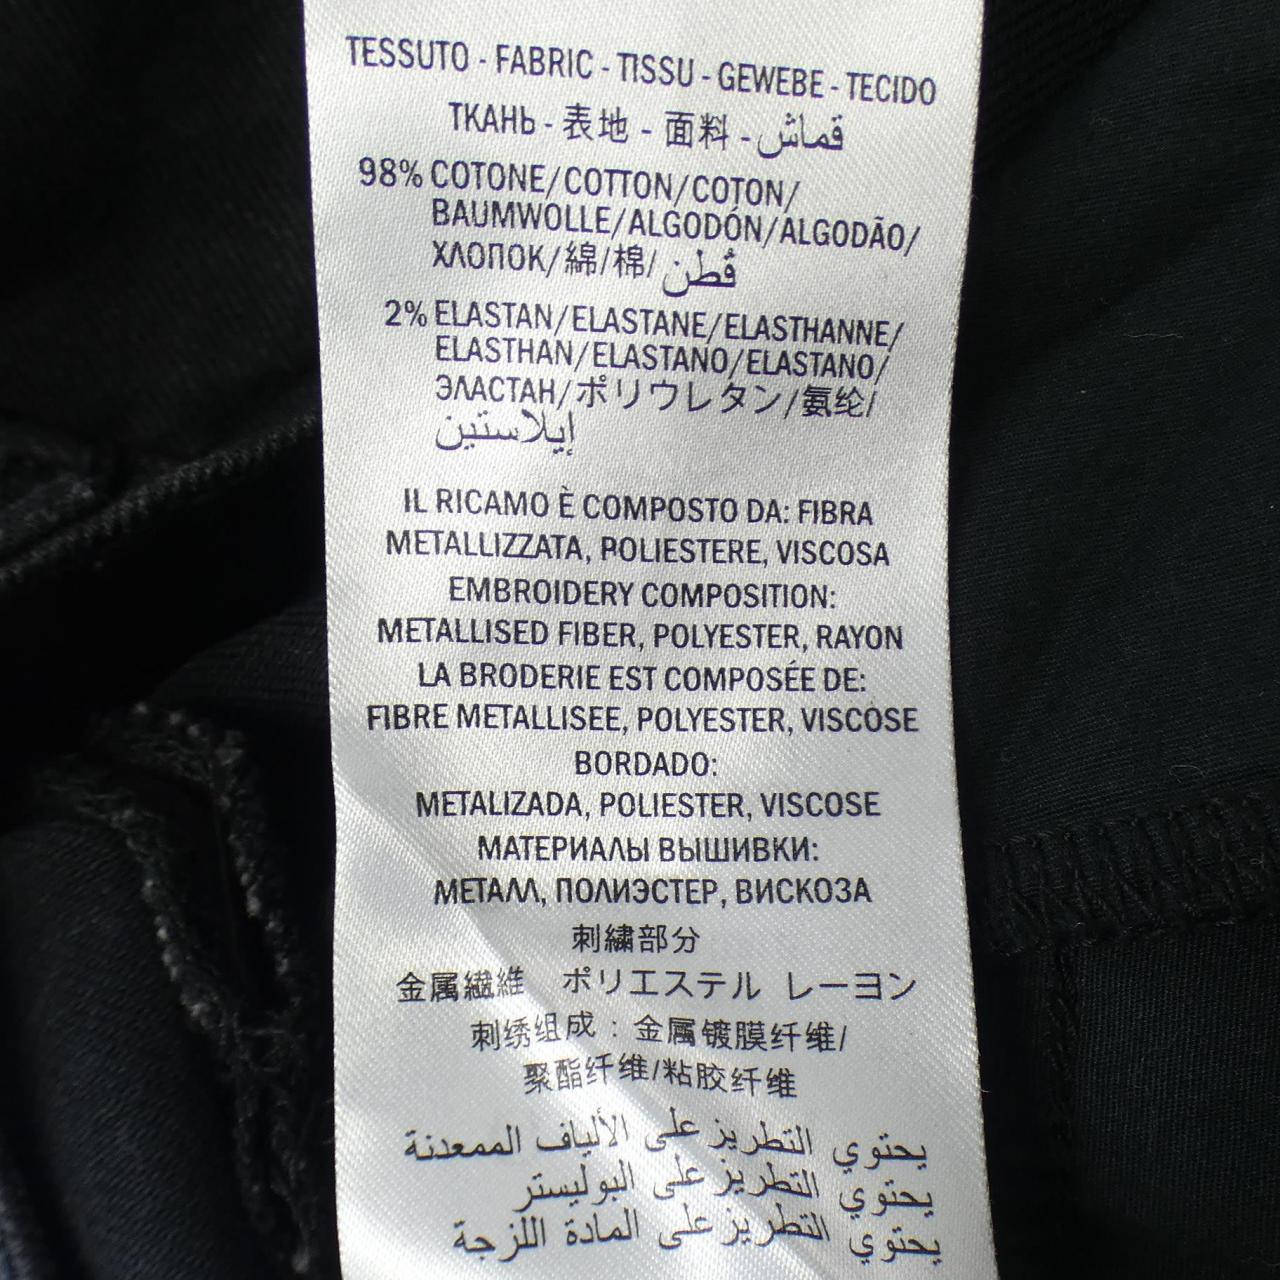 TESSUTO - FABRIC - TISSU - GEWEBE - TECIDO
ТКАНЬ - 表地 - 面料 - قماش
98% COTONE/COTTON/COTON/
BAUMWOLLE/ALGODÓN/ALGODÃO/
ХЛОПОК/綿/棉/قُطن
2% ELASTAN/ELASTANE/ELASTHANNE/
ELASTHAN/ELASTANO/ELASTANO/
ЭЛАСТАН/ポリウレタン/氨纶/
إيلاستين
IL RICAMO È COMPOSTO DA: FIBRA
METALLIZZATA, POLIESTERE, VISCOSA
EMBROIDERY COMPOSITION:
METALLISED FIBER, POLYESTER, RAYON
LA BRODERIE EST COMPOSÉE DE:
FIBRE METALLISEE, POLYESTER, VISCOSE
BORDADO:
METALIZADA, POLIESTER, VISCOSE
МАТЕРИАЛЫ ВЫШИВКИ:
МЕТАЛЛ, ПОЛИЭСТЕР, ВИСКОЗА
刺繍部分
金属繊維 ポリエステル レーヨン
刺绣组成：金属镀膜纤维/
聚酯纤维/粘胶纤维
يحتوي التطريز على الألياف الممعدنة
يحتوي التطريز على البوليستر
يحتوي التطريز على المادة اللزجة